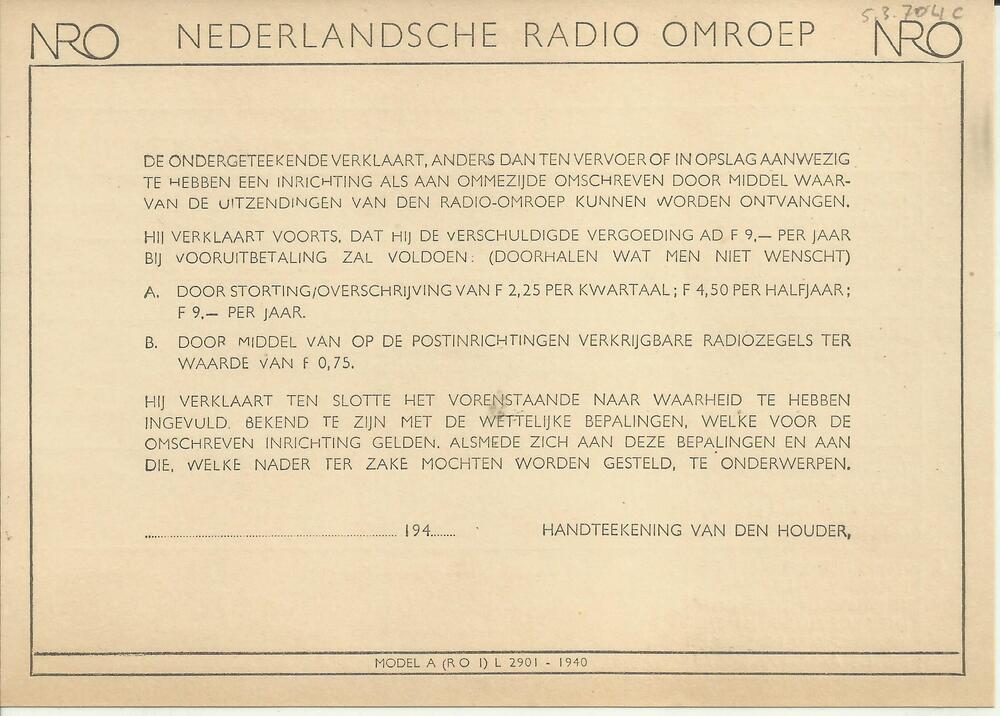 5.3.7041 C
NRO NEDERLANDSCHE RADIO OMROEP NRO
DE ONDERGETEEKENDE VERKLAART, ANDERS DAN TEN VERVOER OF IN OPSLAG AANWEZIG
TE HEBBEN EEN INRICHTING ALS AAN OMMEZIJDE OMSCHREVEN DOOR MIDDEL WAAR-
VAN DE UITZENDINGEN VAN DEN RADIO-OMROEP KUNNEN WORDEN ONTVANGEN.
HIJ VERKLAART VOORTS, DAT HIJ DE VERSCHULDIGDE VERGOEDING AD F 9.— PER JAAR
BIJ VOORUITBETALING ZAL VOLDOEN: (DOORHALEN WAT MEN NIET WENSCHT)
A. DOOR STORTING/OVERSCHRIJVING VAN F 2,25 PER KWARTAAL; F 4,50 PER HALFJAAR;
F 9.— PER JAAR.
B. DOOR MIDDEL VAN OP DE POSTINRICHTINGEN VERKRIJGBARE RADIOZEGELS TER
WAARDE VAN F 0,75.
HIJ VERKLAART TEN SLOTTE HET VORENSTAANDE NAAR WAARHEID TE HEBBEN
INGEVULD. BEKEND TE ZIJN MET DE WETTELIJKE BEPALINGEN, WELKE VOOR DE
OMSCHREVEN INRICHTING GELDEN. ALSMEDE ZICH AAN DEZE BEPALINGEN EN AAN
DIE, WELKE NADER TER ZAKE MOCHTEN WORDEN GESTELD, TE ONDERWERPEN.
........................................ 194....... HANDTEEKENING VAN DEN HOUDER,
MODEL A (R O I) L 2901 - 1940